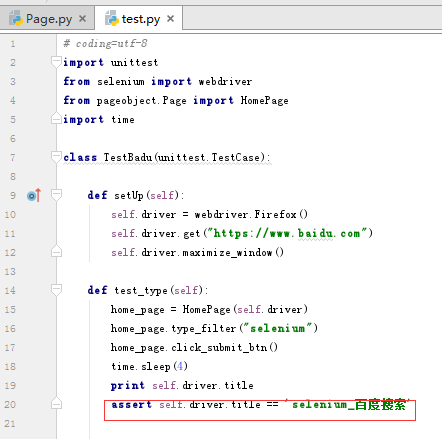 Page.py × test.py ×
1 # coding=utf-8
2 import unittest
3 from selenium import webdriver
4 from pageobject.Page import HomePage
5 import time
6
7 class TestBadu(unittest.TestCase):
8
9 def setUp(self):
10 self.driver = webdriver.Firefox()
11 self.driver.get("https://www.baidu.com")
12 self.driver.maximize_window()
13
14 def test_type(self):
15 home_page = HomePage(self.driver)
16 home_page.type_filter("selenium")
17 home_page.click_submit_btn()
18 time.sleep(4)
19 print self.driver.title
20 assert self.driver.title == 'selenium_百度搜索'
21